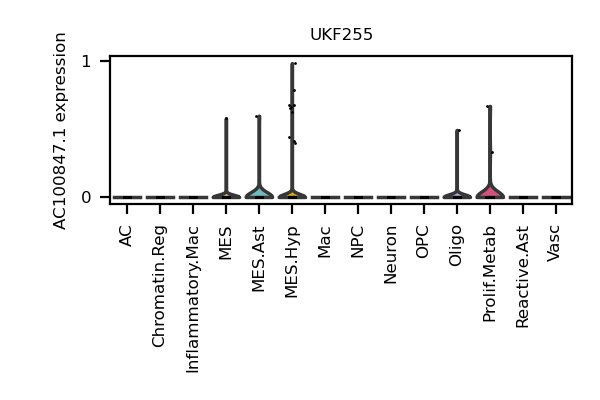 UKF255
AC100847.1 expression
1
0
AC
Chromatin.Reg
Inflammatory.Mac
MES
MES.Ast
MES.Hyp
Mac
NPC
Neuron
OPC
Oligo
Prolif.Metab
Reactive.Ast
Vasc